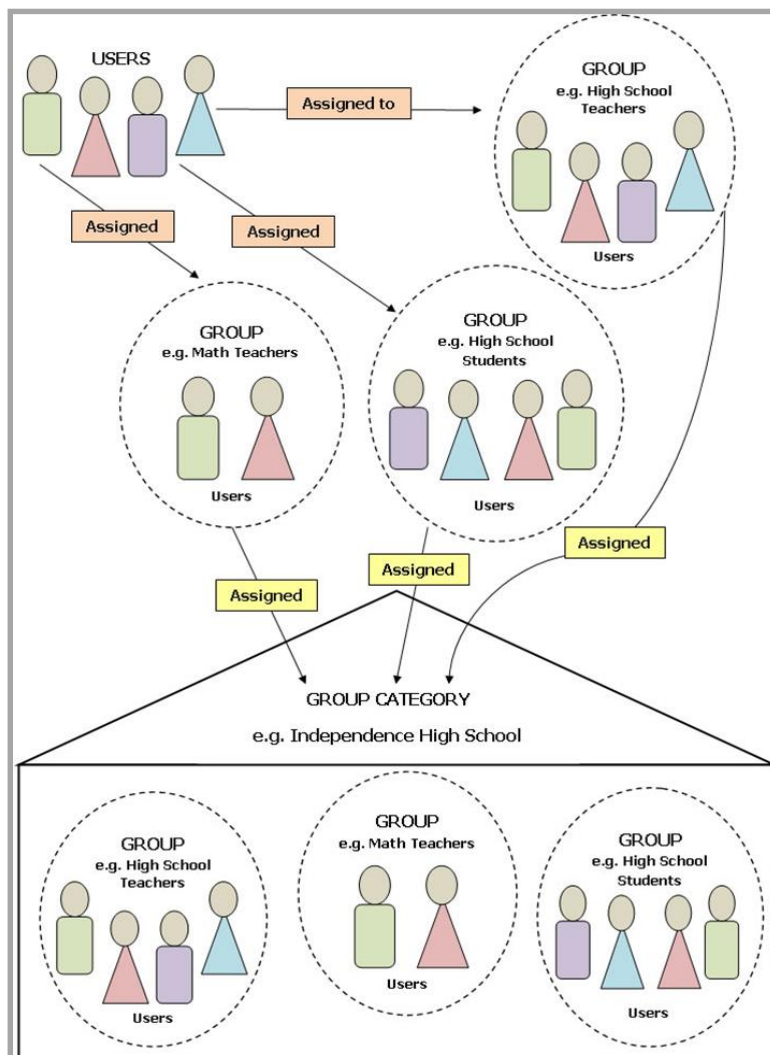 USERS
Assigned to
GROUP
e.g. High School
Teachers
Users
Assigned
Assigned
GROUP
e.g. Math Teachers
Users
GROUP
e.g. High School
Students
Users
Assigned
Assigned
Assigned
GROUP CATEGORY
e.g. Independence High School
GROUP
e.g. High School
Teachers
Users
GROUP
e.g. Math Teachers
Users
GROUP
e.g. High School
Students
Users